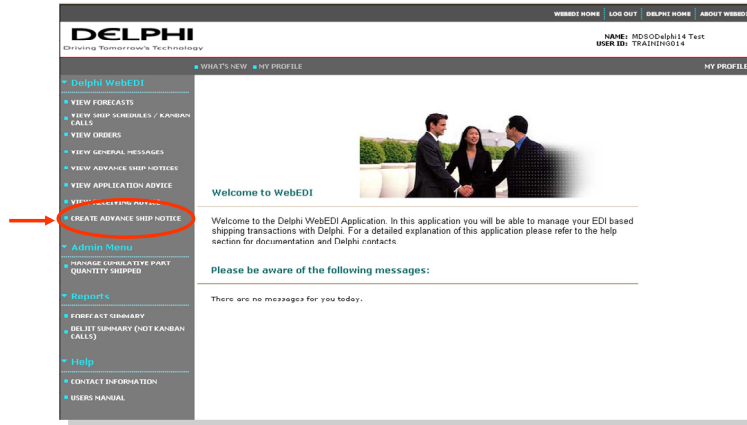 WEBEDI HOME LOG OUT DELPHI HOME ABOUT WEBEDI
DELPHI
Driving Tomorrow's Technology
NAME: MDSODelphi14 Test
USER ID: TRAINING014
WHAT'S NEW MY PROFILE
MY PROFILE
Delphi WebEDI
VIEW FORECASTS
VIEW SHIP SCHEDULES / KANBAN
CALLS
VIEW ORDERS
VIEW GENERAL MESSAGES
VIEW ADVANCE SHIP NOTICES
VIEW APPLICATION ADVICE
VIEW RECEIVING ADVICE
CREATE ADVANCE SHIP NOTICE
Admin Menu
MANAGE CUMULATIVE PART
QUANTITY SHIPPED
Reports
FORECAST SUMMARY
DELJIT SUMMARY (NOT KANBAN
CALLS)
Help
CONTACT INFORMATION
USERS MANUAL
Welcome to WebEDI
Welcome to the Delphi WebEDI Application. In this application you will be able to manage your EDI based
shipping transactions with Delphi. For a detailed explanation of this application please refer to the help
section for documentation and Delphi contacts.
Please be aware of the following messages:
There are no messages for you today.